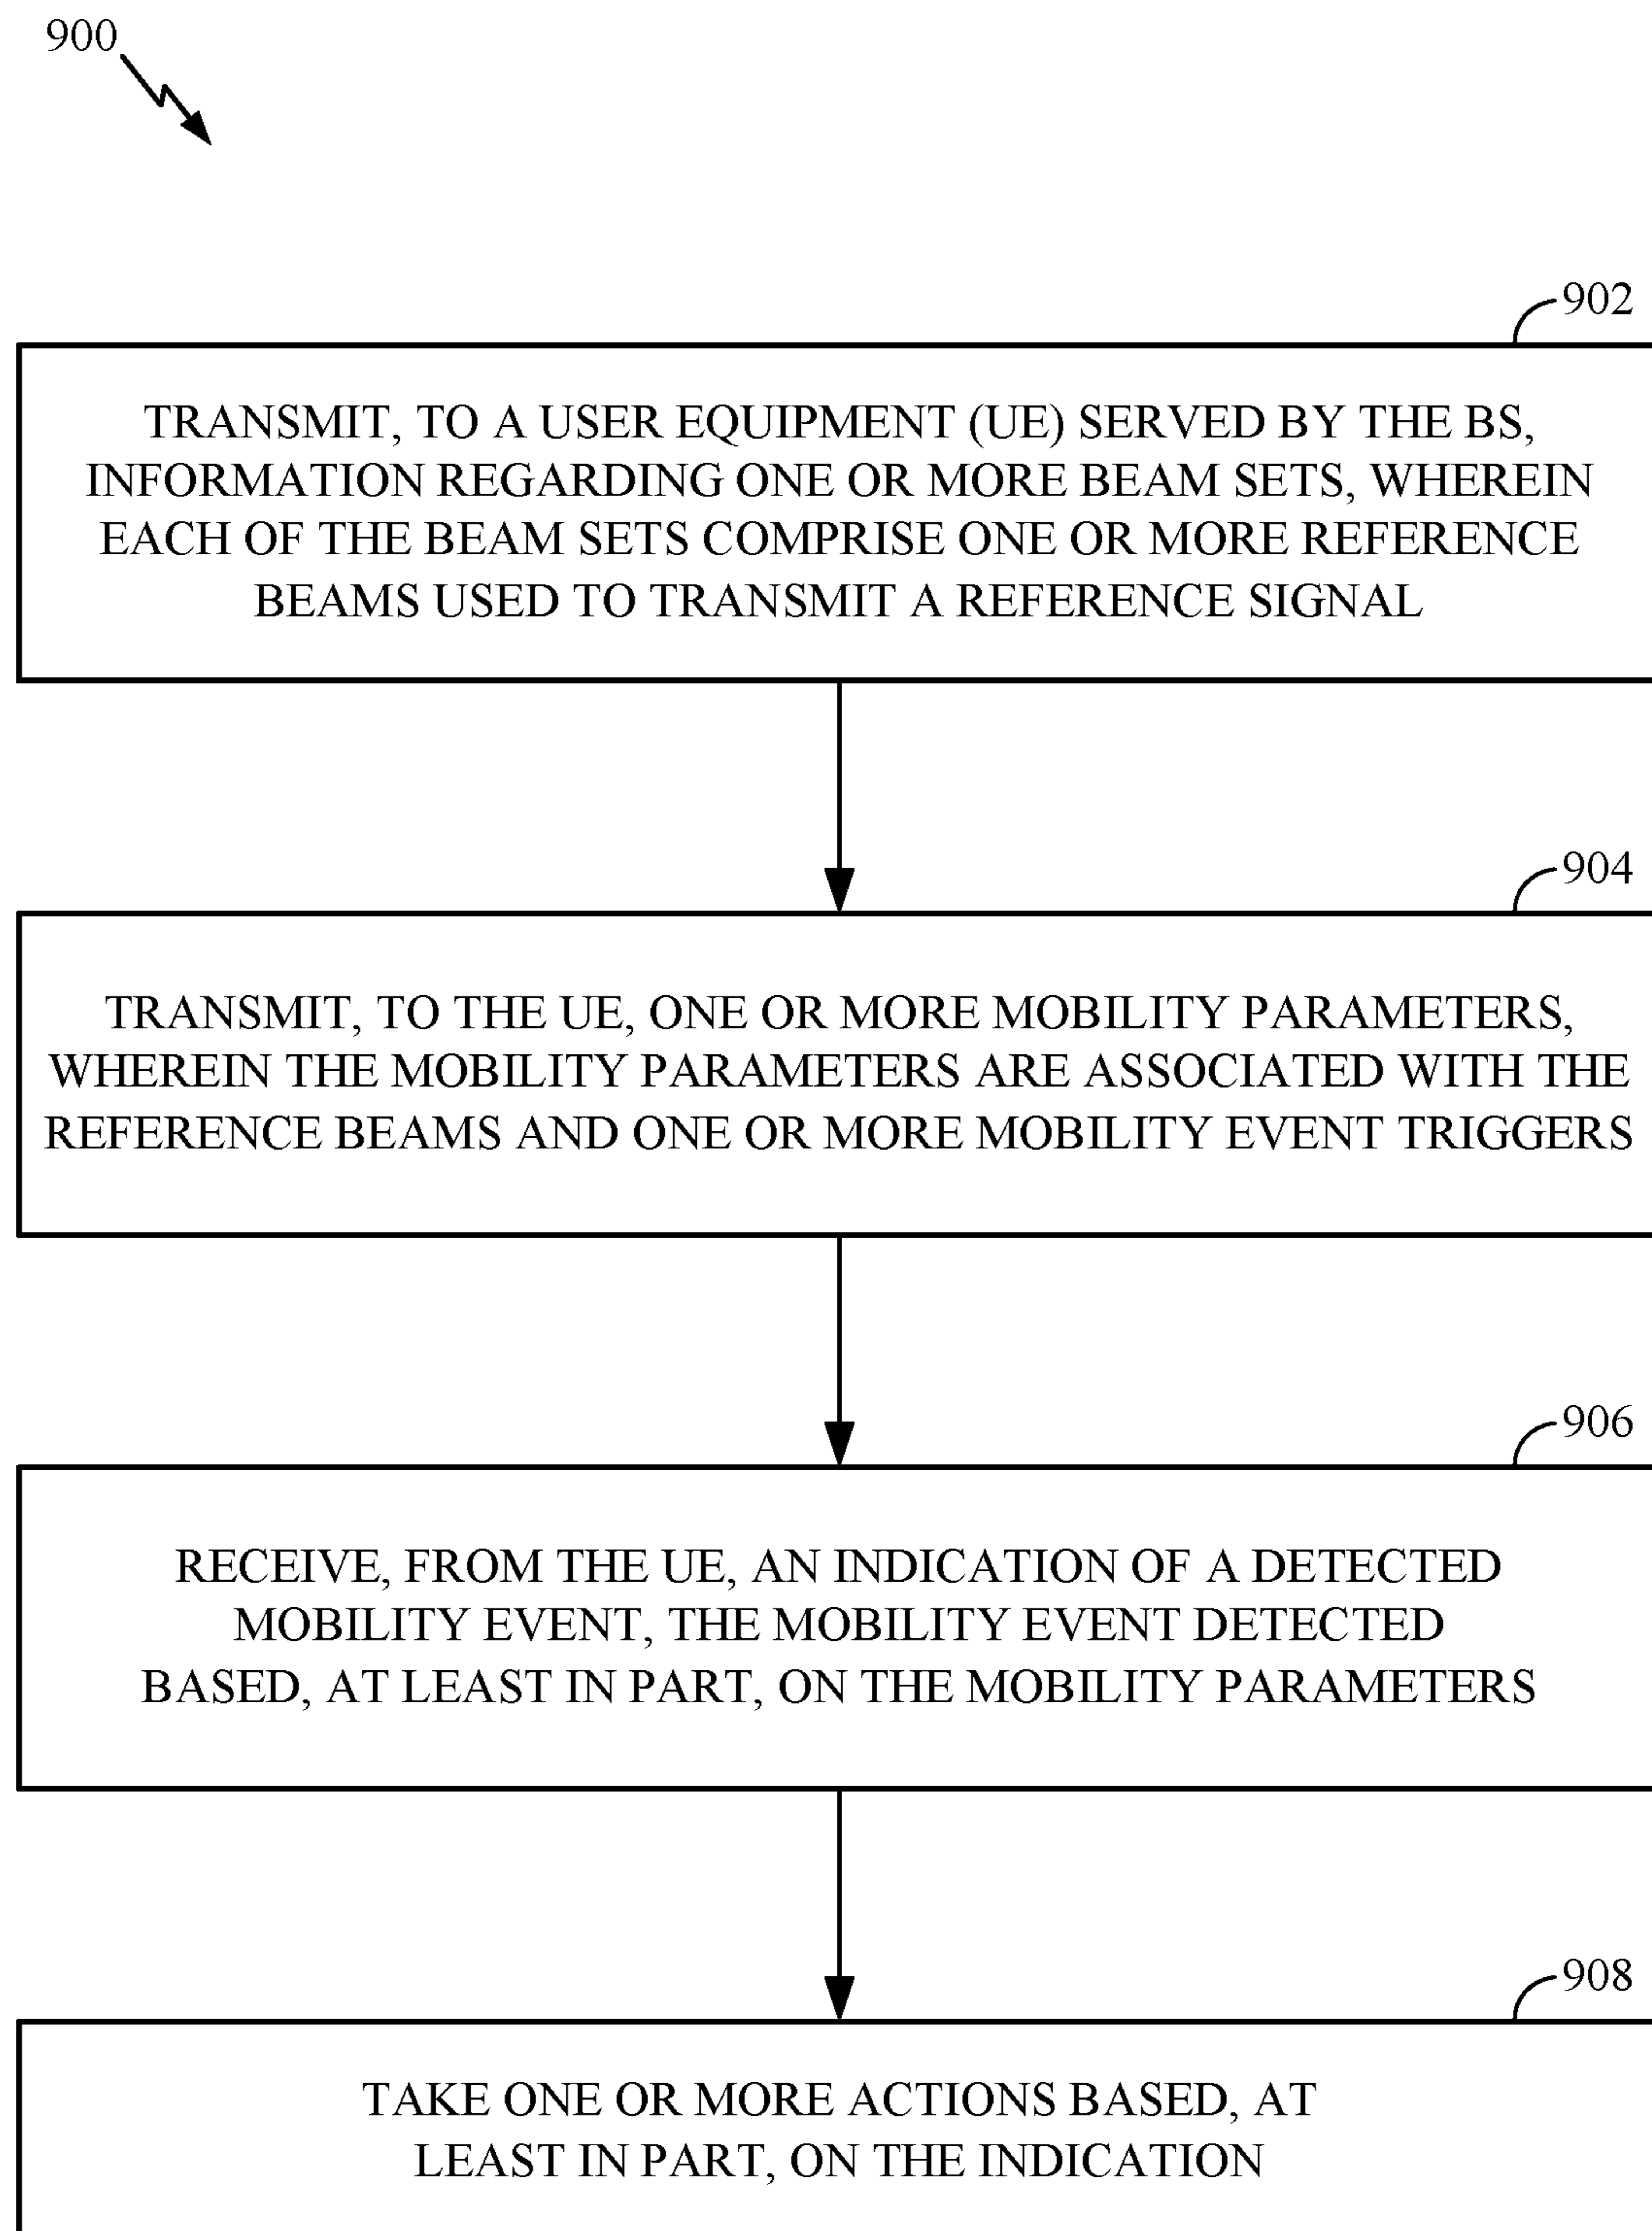 900
902
TRANSMIT, TO A USER EQUIPMENT (UE) SERVED BY THE BS,
INFORMATION REGARDING ONE OR MORE BEAM SETS, WHEREIN
EACH OF THE BEAM SETS COMPRISE ONE OR MORE REFERENCE
BEAMS USED TO TRANSMIT A REFERENCE SIGNAL
904
TRANSMIT, TO THE UE, ONE OR MORE MOBILITY PARAMETERS,
WHEREIN THE MOBILITY PARAMETERS ARE ASSOCIATED WITH THE
REFERENCE BEAMS AND ONE OR MORE MOBILITY EVENT TRIGGERS
906
RECEIVE, FROM THE UE, AN INDICATION OF A DETECTED
MOBILITY EVENT, THE MOBILITY EVENT DETECTED
BASED, AT LEAST IN PART, ON THE MOBILITY PARAMETERS
908
TAKE ONE OR MORE ACTIONS BASED, AT
LEAST IN PART, ON THE INDICATION